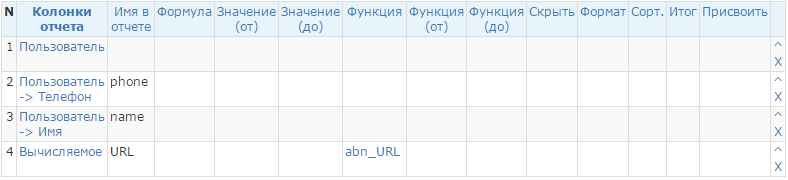 N Колонки отчета Имя в отчете Формула Значение (от) Значение (до) Функция Функция (от) Функция (до) Скрыть Формат Сорт. Итог Присвоить
1 Пользователь ^ X
2 Пользователь -> Телефон phone ^ X
3 Пользователь -> Имя name ^ X
4 Вычисляемое URL abn_URL ^ X